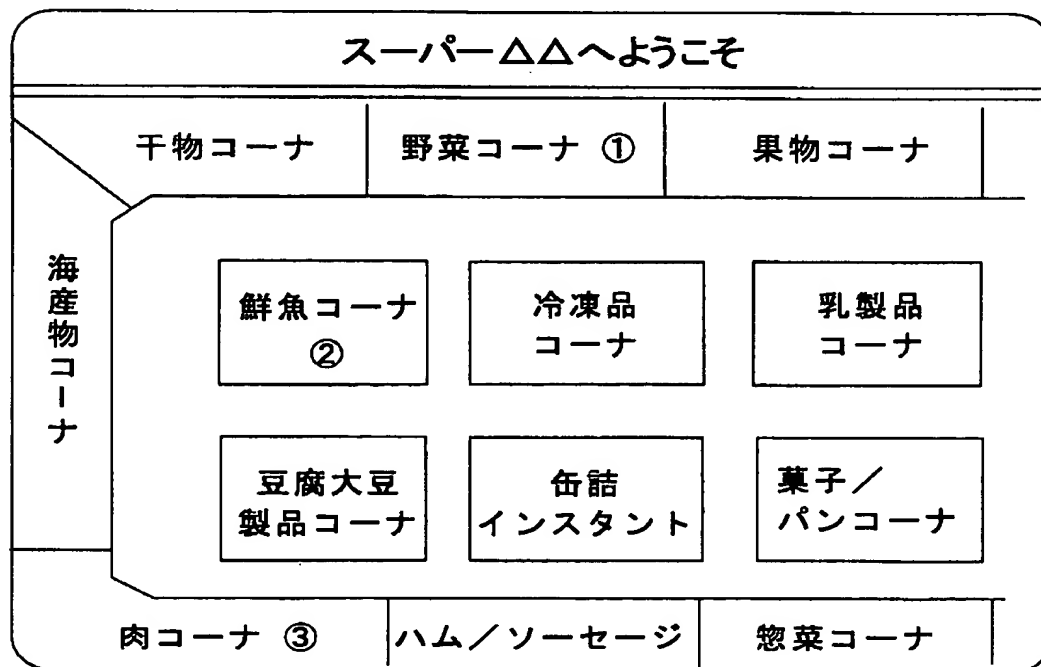 スーパー△△へようこそ
干物コーナ
野菜コーナ ①
果物コーナ
海産物コーナ
鮮魚コーナ
②
冷凍品
コーナ
乳製品
コーナ
豆腐大豆
製品コーナ
缶詰
インスタント
菓子／
パンコーナ
肉コーナ ③
ハム／ソーセージ
惣菜コーナ